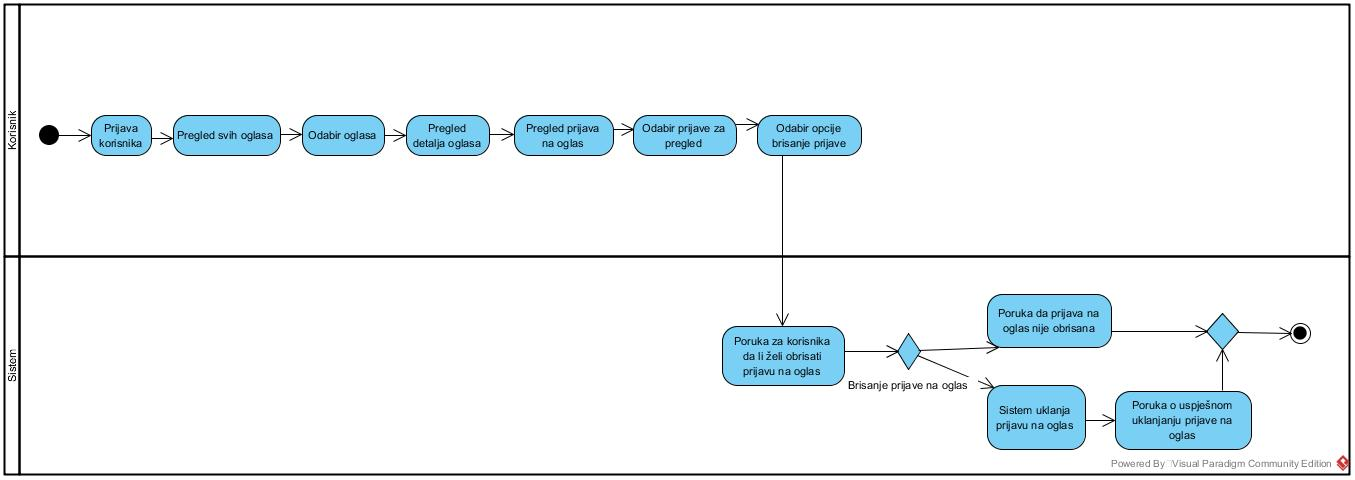 Korisnik
Prijava
korisnika
Pregled svih oglasa
Odabir oglasa
Pregled
detalja oglasa
Pregled prijava
na oglas
Odabir prijave za
pregled
Odabir opcije
brisanje prijave
Sistem
Poruka za korisnika
da li želi obrisati
prijavu na oglas
Brisanje prijave na oglas
Poruka da prijava na
oglas nije obrisana
Sistem uklanja
prijavu na oglas
Poruka o uspješnom
uklanjanju prijave na
oglas
Powered By Visual Paradigm Community Edition